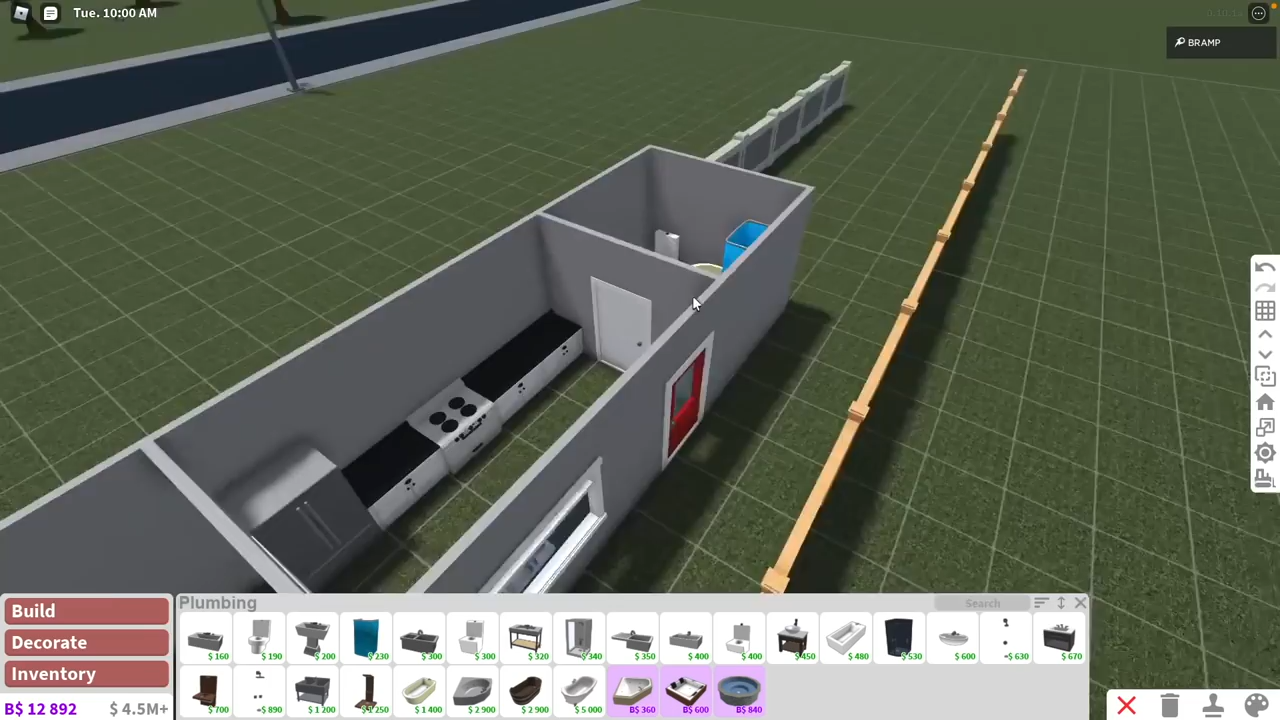 Tue. 10:00 AM
BRAMP
Build
Decorate
Inventory
B$ 12 892 $ 4.5M+
Plumbing
Search
$ 160 $ 190 $ 200 $ 230 $ 300 $ 300 $ 320 $ 340 $ 350 $ 400 $ 400 $ 450 $ 480 $ 530 $ 600 ~$ 630 $ 670
$ 700 ~$ 890 $ 1 200 $ 1 250 $ 1 400 $ 2 900 $ 2 900 $ 5 000 B$ 360 B$ 600 B$ 840